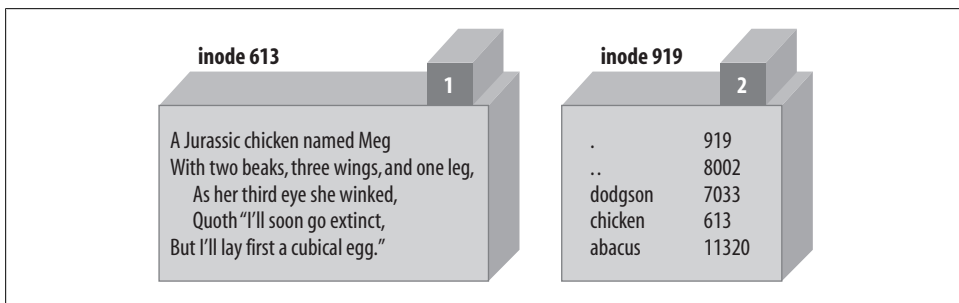 inode 613
1
A Jurassic chicken named Meg
With two beaks, three wings, and one leg,
As her third eye she winked,
Quoth “I'll soon go extinct,
But I'll lay first a cubical egg.”
inode 919
2
. 919
.. 8002
dodgson 7033
chicken 613
abacus 11320